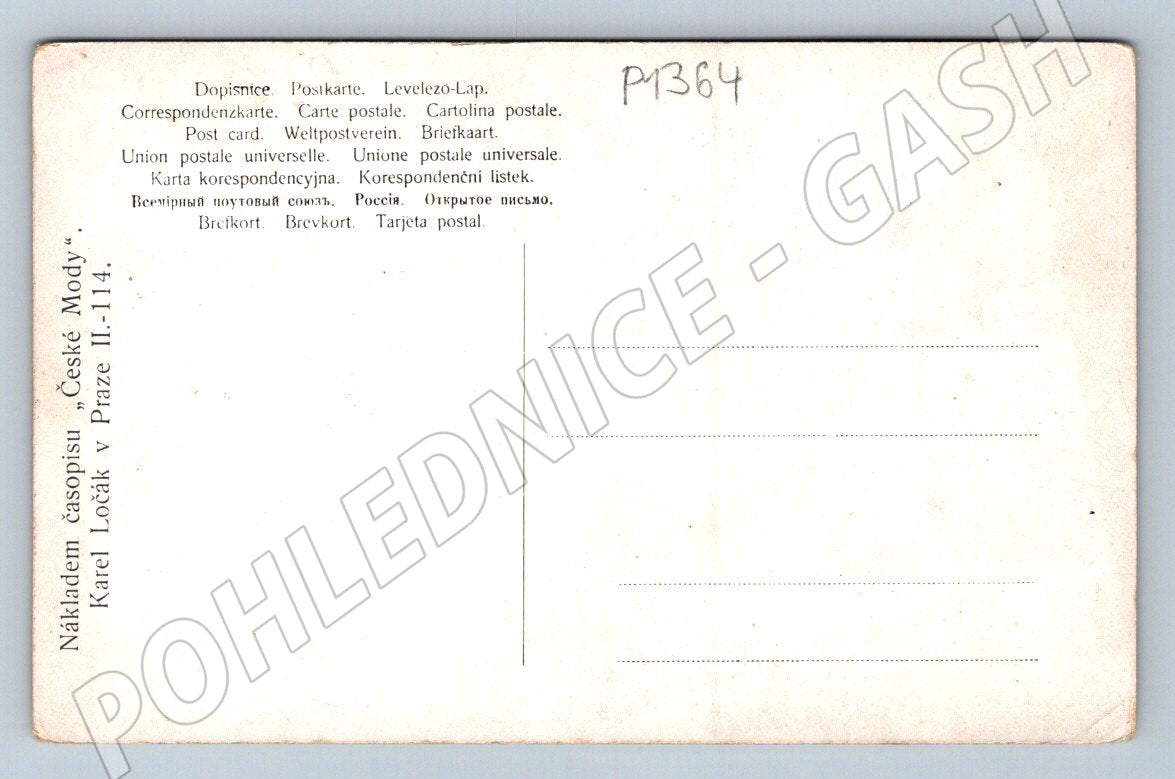 P1364
Dopisnice. Postkarte. Levelezo-Lap.
Correspondenzkarte. Carte postale. Cartolina postale.
Post card. Weltpostverein. Briefkaart.
Union postale universelle. Unione postale universale.
Karta korespondencyjna. Korespondenční listek.
Всемірный поутовый союзъ. Россія. Открытое письмо.
Brefkort. Brevkort. Tarjeta postal.
Nákladem časopisu „České Mody“.
Karel Ločák v Praze II.-114.
POHLEDNICE - GASH